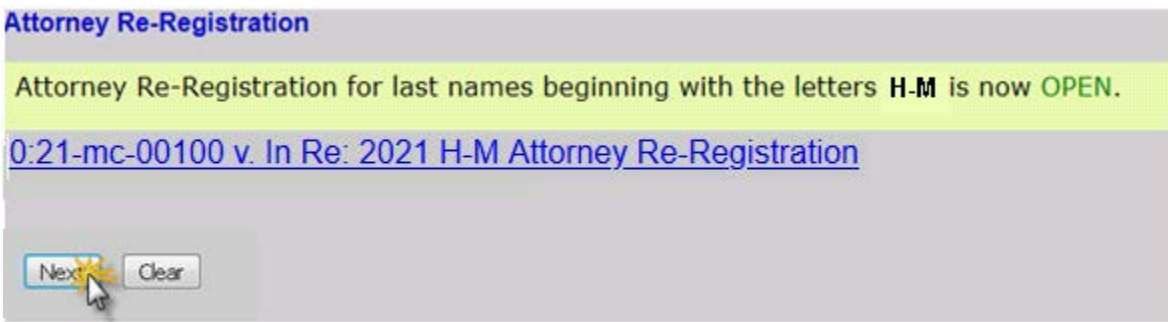 Attorney Re-Registration
Attorney Re-Registration for last names beginning with the letters H-M is now OPEN.
0:21-mc-00100 v. In Re: 2021 H-M Attorney Re-Registration
Next Clear